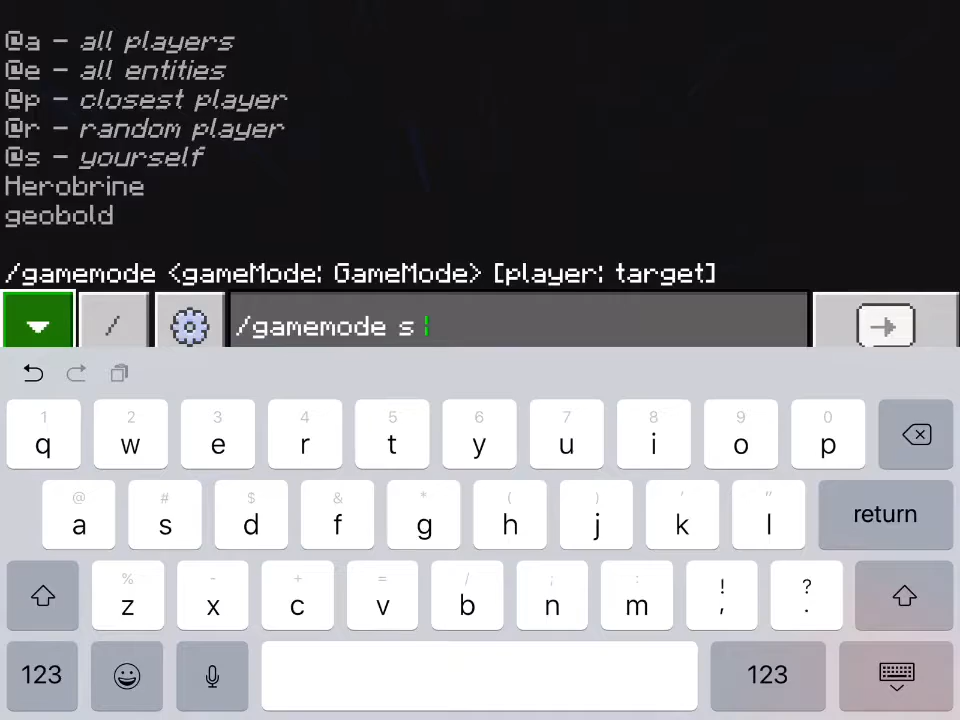 @a - all players
@e - all entities
@p - closest player
@r - random player
@s - yourself
Herobrine
geobold
/gamemode <gameMode: GameMode> [player: target]
/
/gamemode s
1 2 3 4 5 6 7 8 9 0
q w e r t y u i o p
@ # $ & * ( ) ' "
a s d f g h j k l return
% - + = / ; : ! ?
z x c v b n m , .
123 123